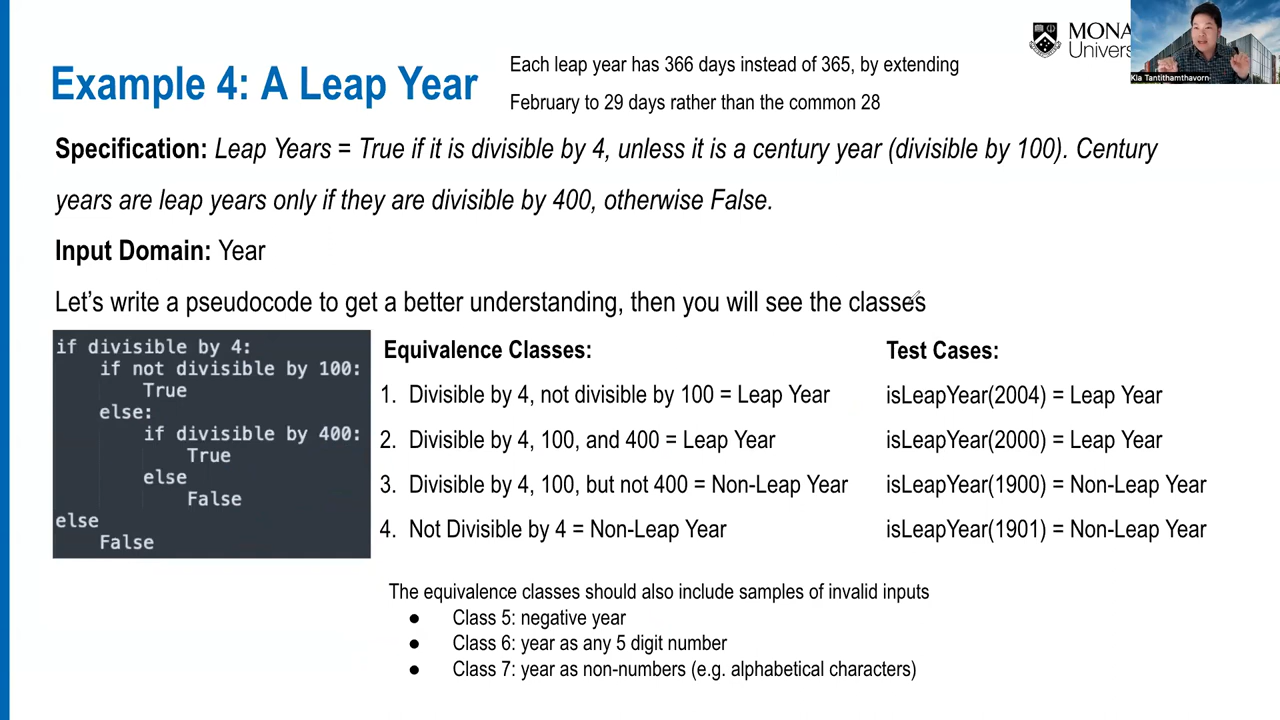 MONA
Univers
Kla Tantithamthavorn
Example 4: A Leap Year
Each leap year has 366 days instead of 365, by extending
February to 29 days rather than the common 28
Specification: Leap Years = True if it is divisible by 4, unless it is a century year (divisible by 100). Century
years are leap years only if they are divisible by 400, otherwise False.
Input Domain: Year
Let's write a pseudocode to get a better understanding, then you will see the classes
if divisible by 4:
if not divisible by 100:
True
else:
if divisible by 400:
True
else
False
else
False
Equivalence Classes:
1. Divisible by 4, not divisible by 100 = Leap Year
2. Divisible by 4, 100, and 400 = Leap Year
3. Divisible by 4, 100, but not 400 = Non-Leap Year
4. Not Divisible by 4 = Non-Leap Year
Test Cases:
isLeapYear(2004) = Leap Year
isLeapYear(2000) = Leap Year
isLeapYear(1900) = Non-Leap Year
isLeapYear(1901) = Non-Leap Year
The equivalence classes should also include samples of invalid inputs
● Class 5: negative year
● Class 6: year as any 5 digit number
● Class 7: year as non-numbers (e.g. alphabetical characters)